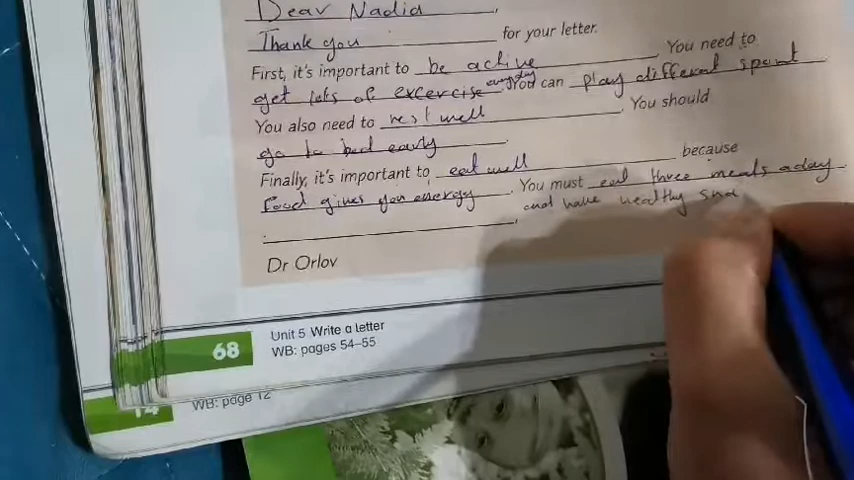 Dear Nadia,
Thank you for your letter.
First, it's important to be active. You need to
get lots of excercise everyday. You can play different sport
You also need to rest well. You should
go to bed early.
Finally, it's important to eat well because
food gives you energy. You must eat three meals a day
and have healthy sna
Dr Orlov
68 Unit 5 Write a letter
WB: pages 54–55
14 WB: page 12